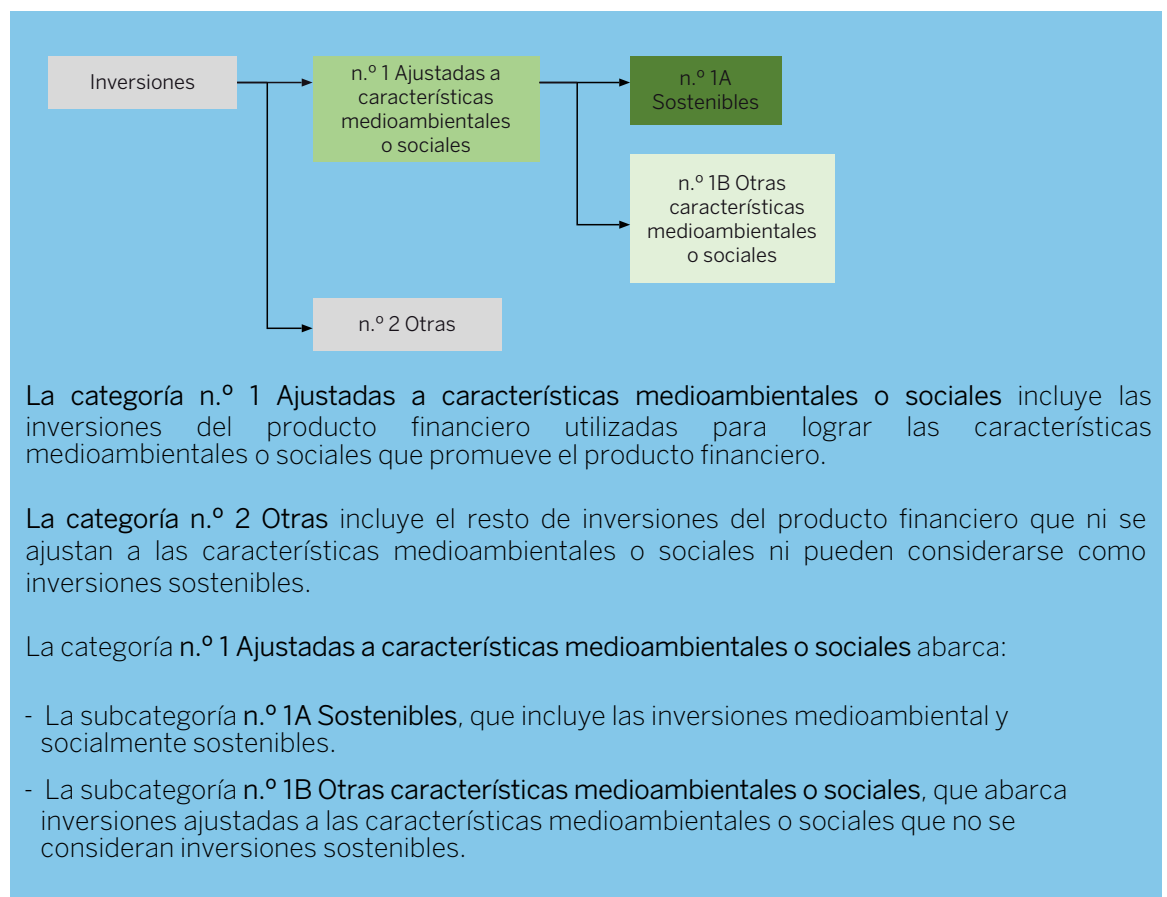 Inversiones
n.º 1 Ajustadas a
características
medioambientales
o sociales
n.º 1A
Sostenibles
n.º 1B Otras
características
medioambientales
o sociales
n.º 2 Otras
La categoría n.º 1 Ajustadas a características medioambientales o sociales incluye las
inversiones del producto financiero utilizadas para lograr las características
medioambientales o sociales que promueve el producto financiero.
La categoría n.º 2 Otras incluye el resto de inversiones del producto financiero que ni se
ajustan a las características medioambientales o sociales ni pueden considerarse como
inversiones sostenibles.
La categoría n.º 1 Ajustadas a características medioambientales o sociales abarca:
- La subcategoría n.º 1A Sostenibles, que incluye las inversiones medioambiental y
socialmente sostenibles.
- La subcategoría n.º 1B Otras características medioambientales o sociales, que abarca
inversiones ajustadas a las características medioambientales o sociales que no se
consideran inversiones sostenibles.